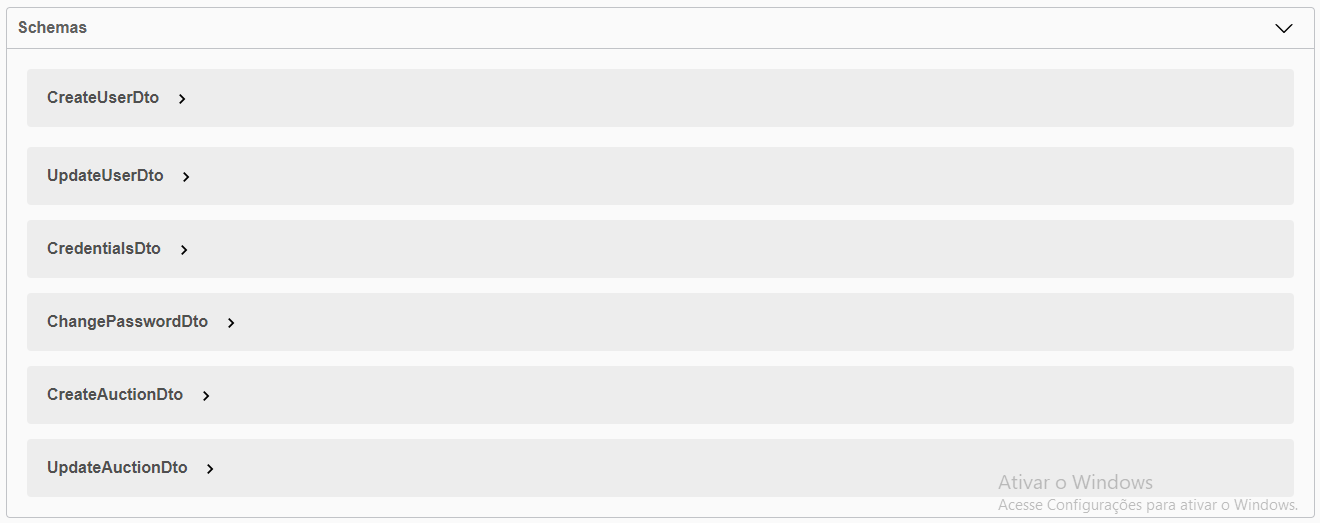 Schemas
CreateUserDto
UpdateUserDto
CredentialsDto
ChangePasswordDto
CreateAuctionDto
UpdateAuctionDto
Ativar o Windows
Acesse Configurações para ativar o Windows.